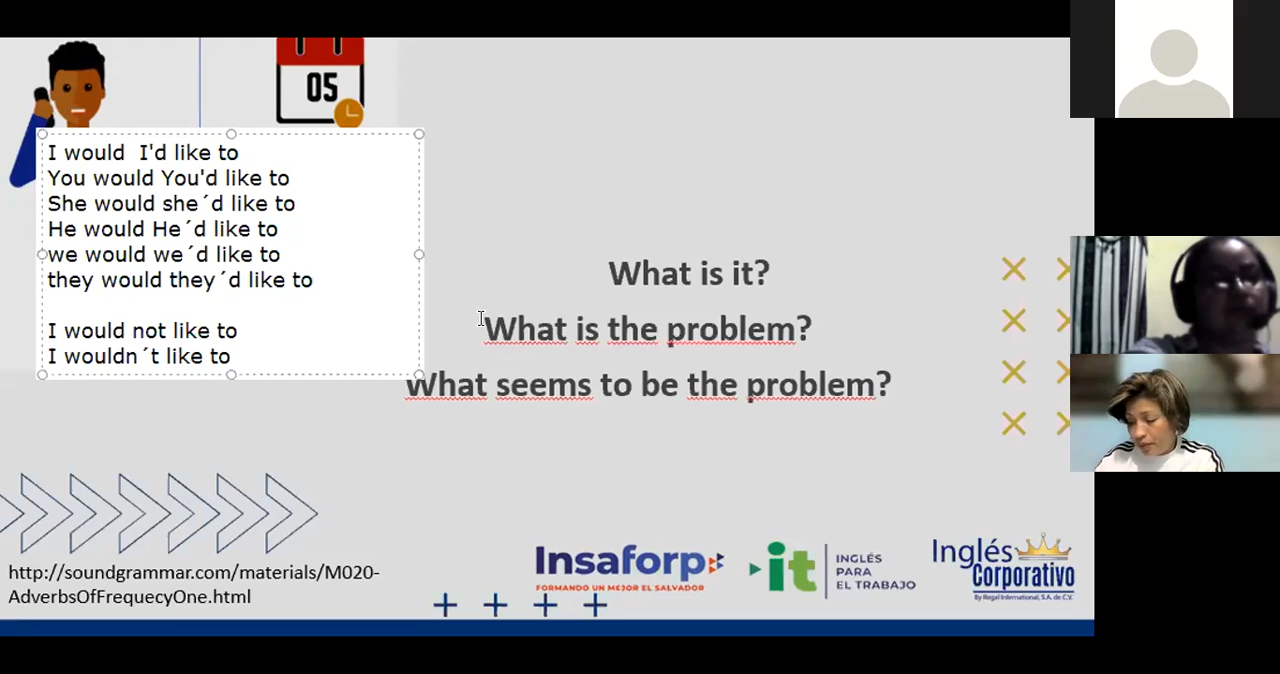 05
I would  I'd like to
You would You'd like to
She would she´d like to
He would He´d like to
we would we´d like to
they would they´d like to
I would not like to
I wouldn´t like to
What is it?
What is the problem?
What seems to be the problem?
http://soundgrammar.com/materials/M020-
AdverbsOfFrequecyOne.html
Insaforp
FORMANDO UN MEJOR EL SALVADOR
it
INGLÉS
PARA
EL TRABAJO
Inglés
Corporativo
By Regal International, S.A. de C.V.